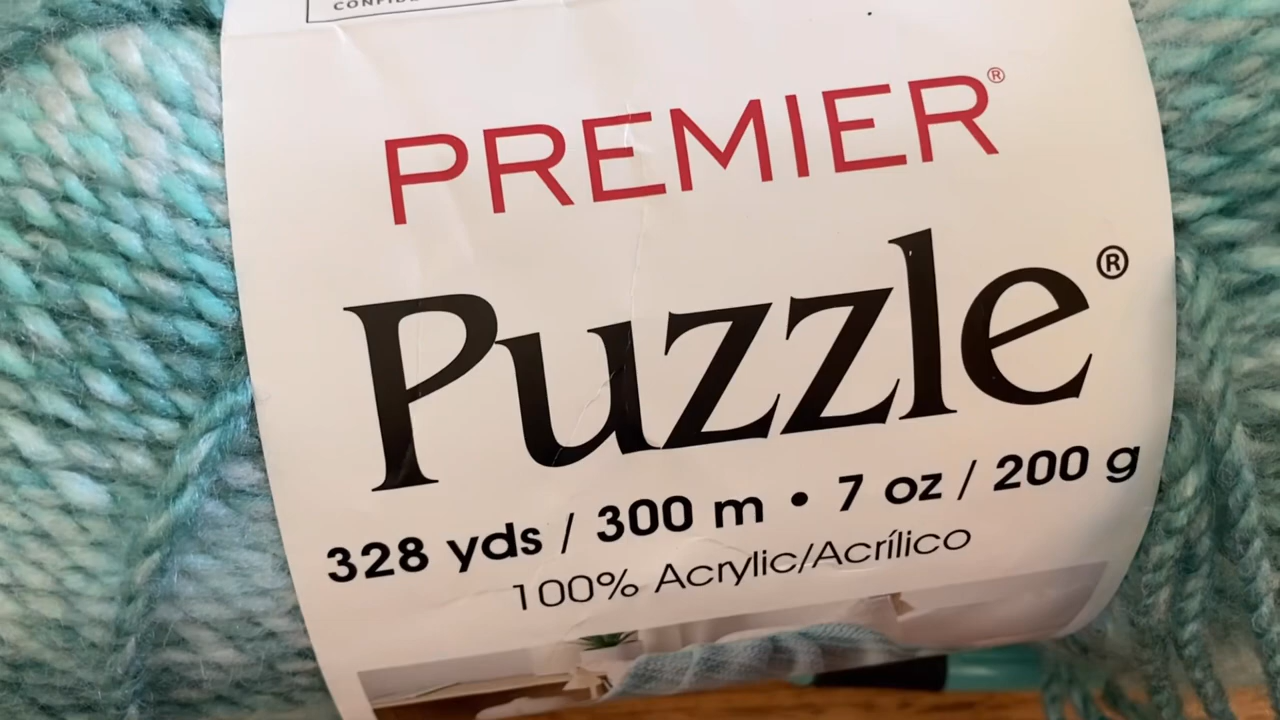 PREMIER®
Puzzle®
328 yds / 300 m • 7 oz / 200 g
100% Acrylic/Acrílico